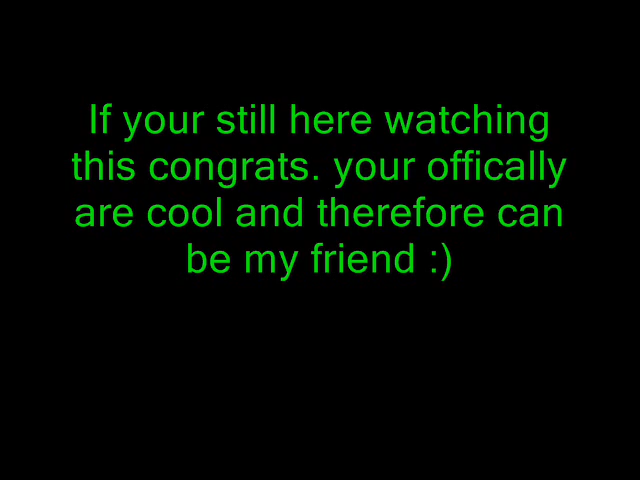 If your still here watching
this congrats. your offically
are cool and therefore can
be my friend :)